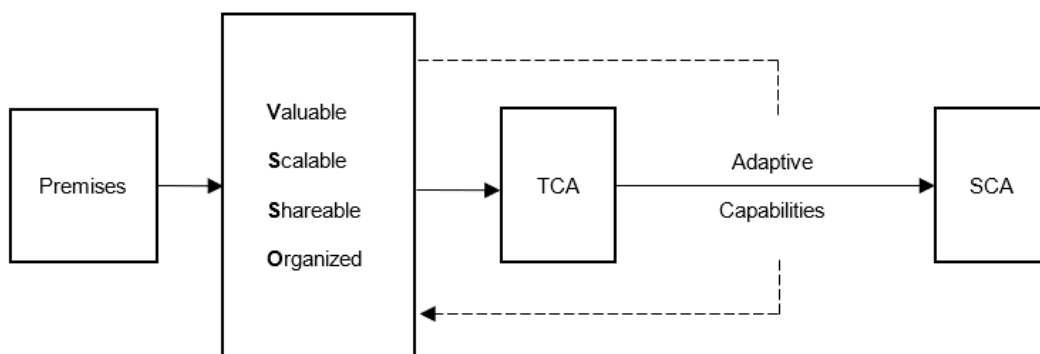 Premises
Valuable
Scalable
Shareable
Organized
TCA
Adaptive
Capabilities
SCA